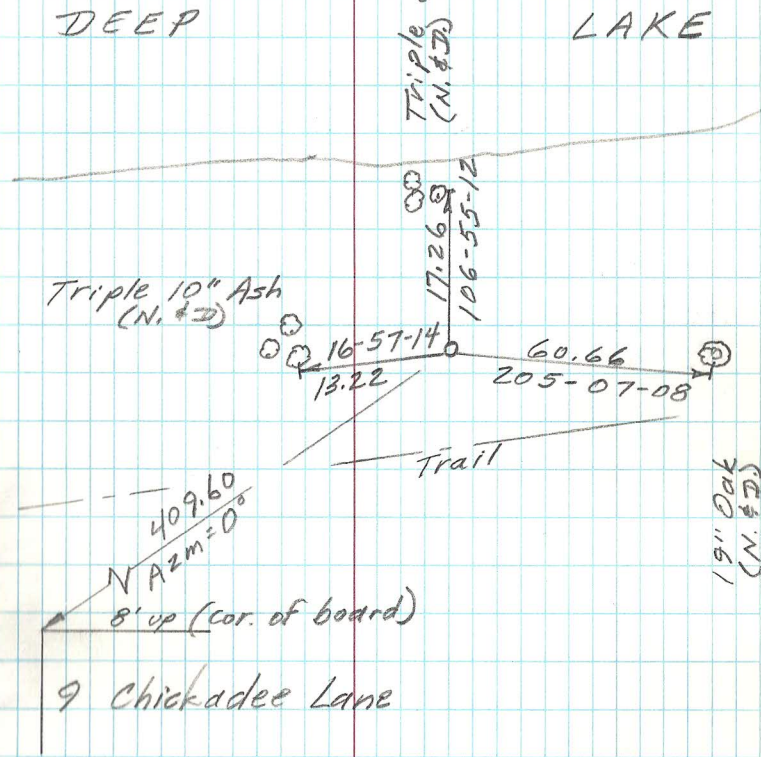 DEEP LAKE
Triple
(N. & D.)
17.26
106-55-12
Triple 10" Ash
(N. & D)
16-57-14
13.22
60.66
205-07-08
Trail
19" Oak
(N. & D.)
409.60
N Azm=0°
8' up (cor. of board)
9 Chickadee Lane